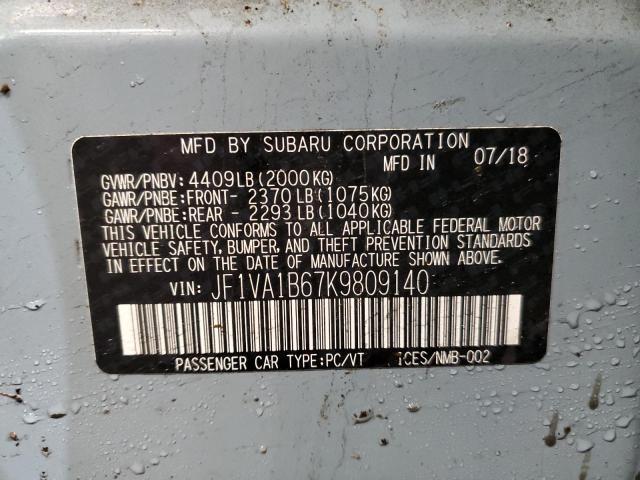 MFD BY SUBARU CORPORATION
MFD IN 07/18
GVWR/PNBV: 4409LB(2000KG)
GAWR/PNBE:FRONT- 2370LB(1075KG)
GAWR/PNBE:REAR - 2293LB(1040KG)
THIS VEHICLE CONFORMS TO ALL APPLICABLE FEDERAL MOTOR
VEHICLE SAFETY, BUMPER, AND THEFT PREVENTION STANDARDS
IN EFFECT ON THE DATE OF MANUFACTURE SHOWN ABOVE.
VIN: JF1VA1B67K9809140
PASSENGER CAR TYPE:PC/VT iCES/NMB-002